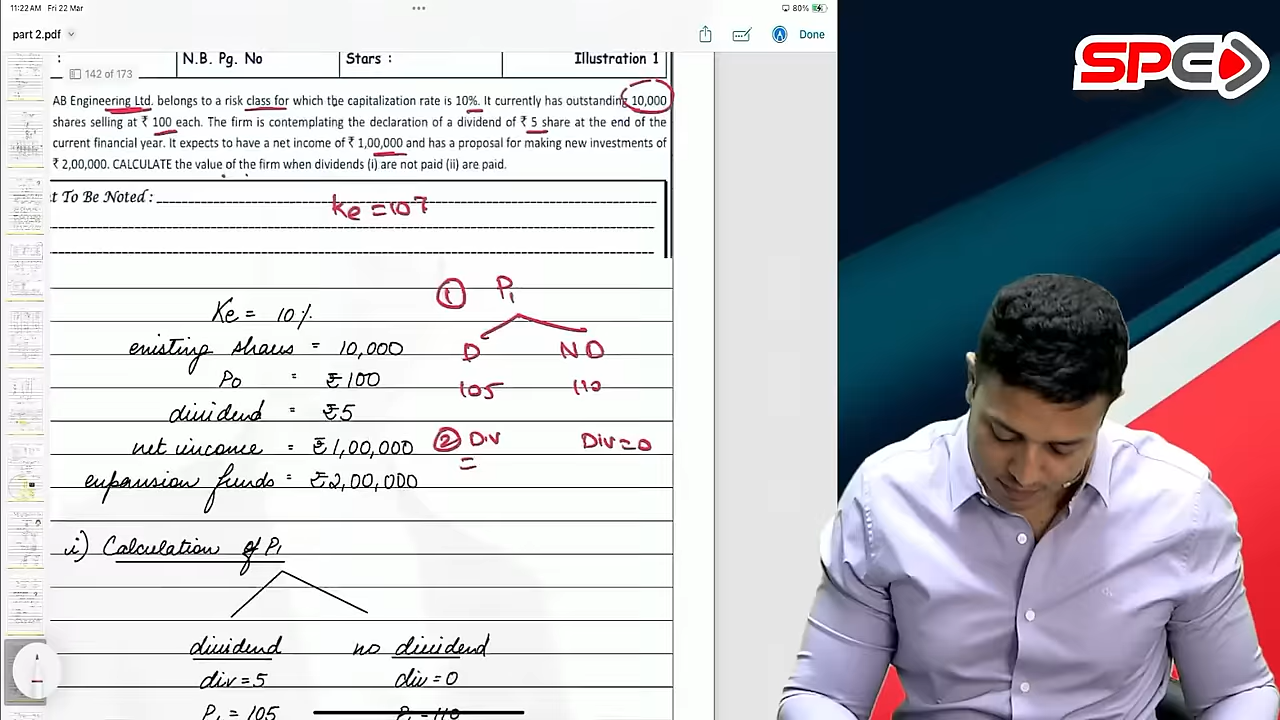 11:22 AM Fri 22 Mar
80%
part 2.pdf
Done
SPC
: N.B. Pg. No Stars : Illustration 1
142 of 173
AB Engineering Ltd. belongs to a risk class for which the capitalization rate is 10%. It currently has outstanding 10,000
shares selling at ₹ 100 each. The firm is contemplating the declaration of a dividend of ₹ 5 share at the end of the
current financial year. It expects to have a net income of ₹ 1,00,000 and has a proposal for making new investments of
₹ 2,00,000 CALCULATE the value of the firm when dividends (i) are not paid (ii) are paid.
t To Be Noted :
Ke = 10%
① P1
Ke = 10%
existing shares = 10,000
D ND
P0 = ₹100
105 110
dividend = ₹5
② Div Div=0
=
net income = ₹1,00,000
expansion funds = ₹2,00,000
i) Calculation of P1
dividend no dividend
div = 5 div = 0
P1 = 105 P1 = 110